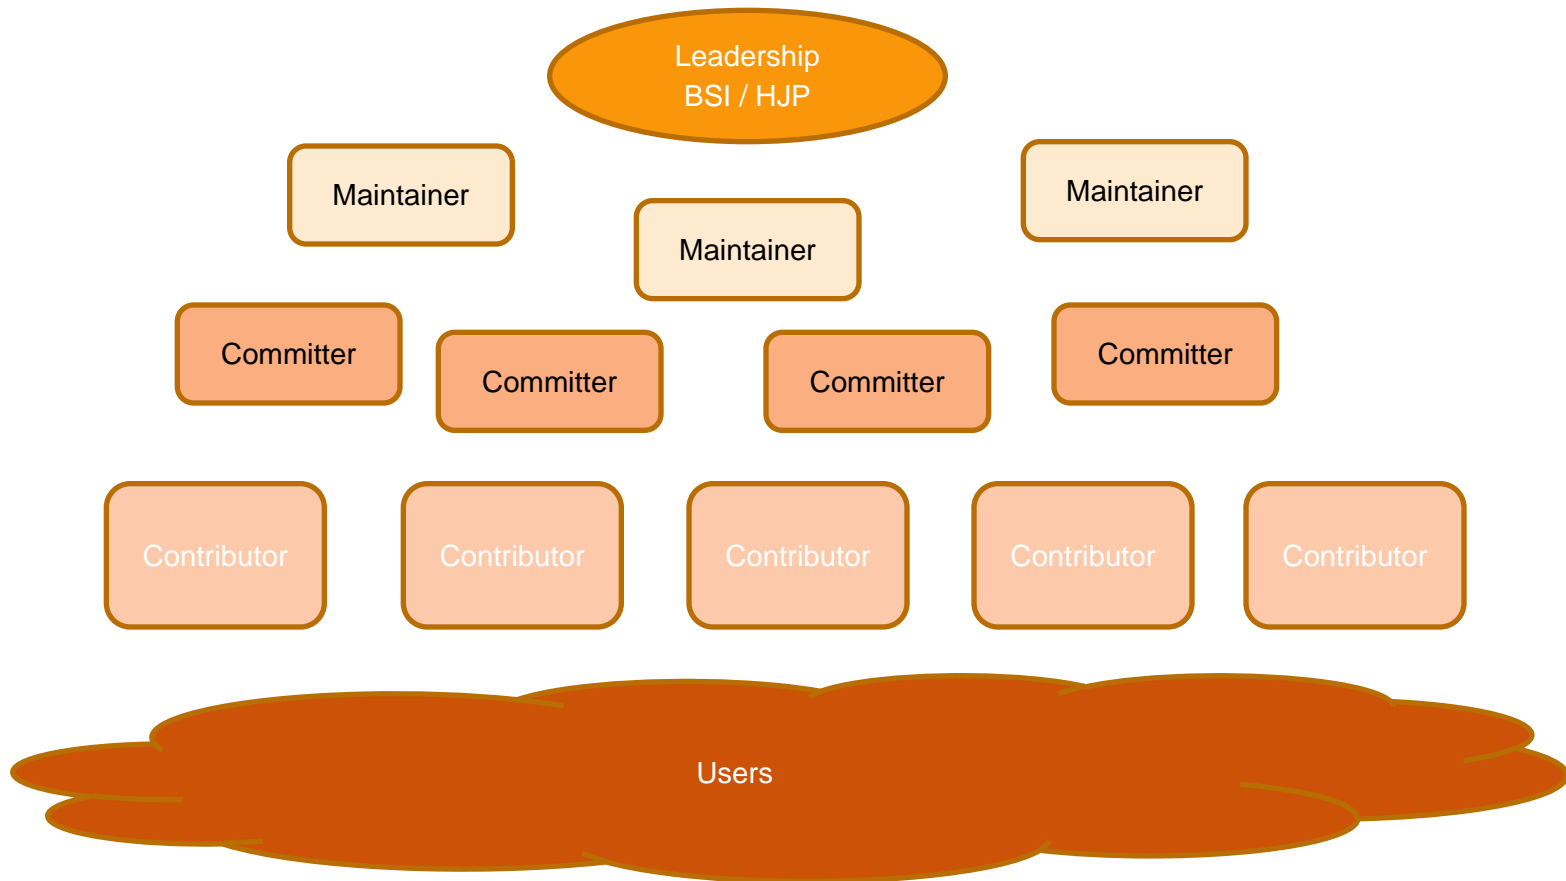 Leadership
BSI / HJP
Maintainer
Maintainer
Maintainer
Committer
Committer
Committer
Committer
Contributor
Contributor
Contributor
Contributor
Contributor
Users